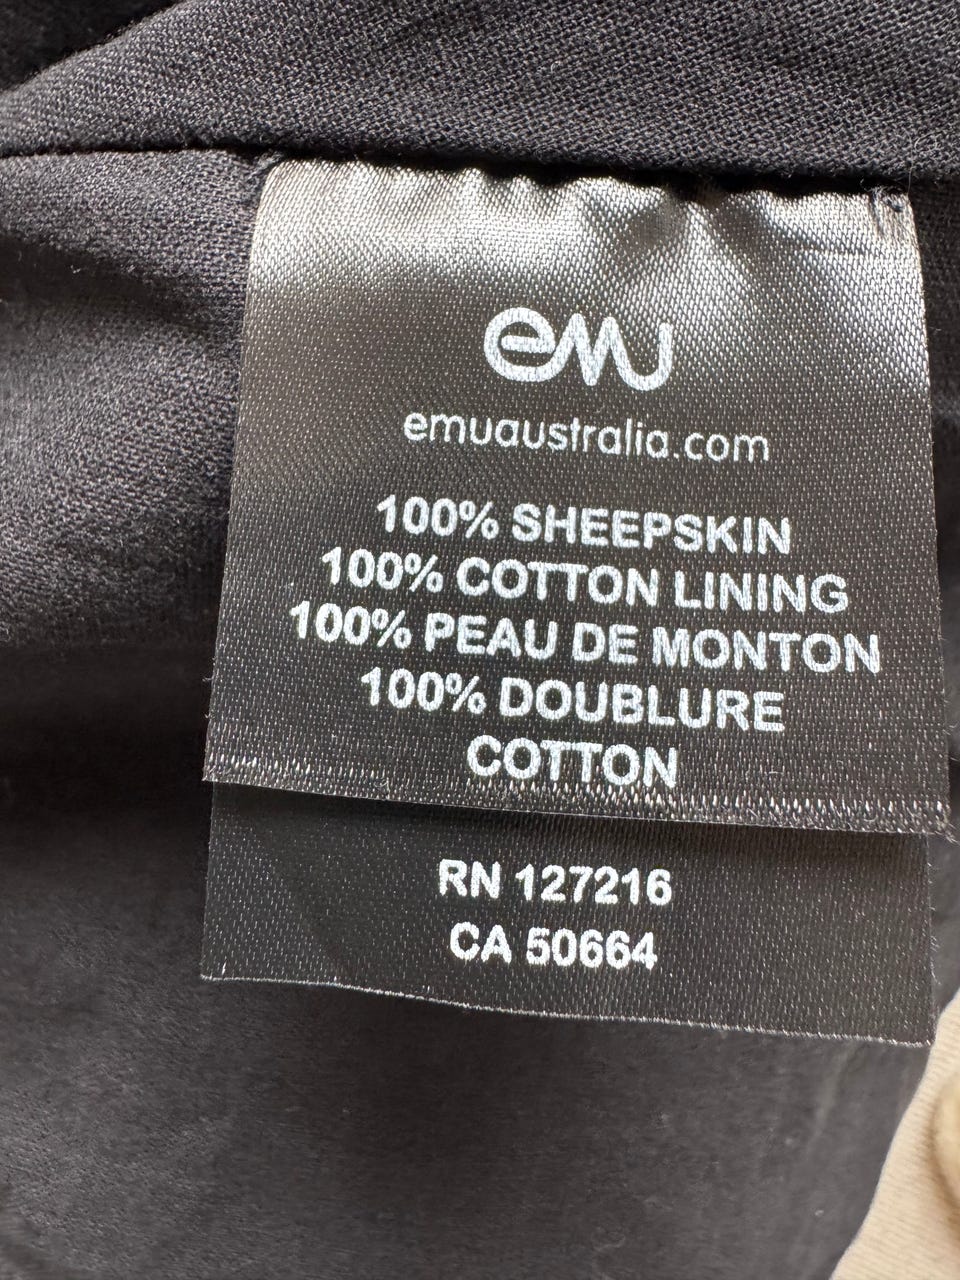 emu
emuaustralia.com
100% SHEEPSKIN
100% COTTON LINING
100% PEAU DE MONTON
100% DOUBLURE
COTTON
RN 127216
CA 50664